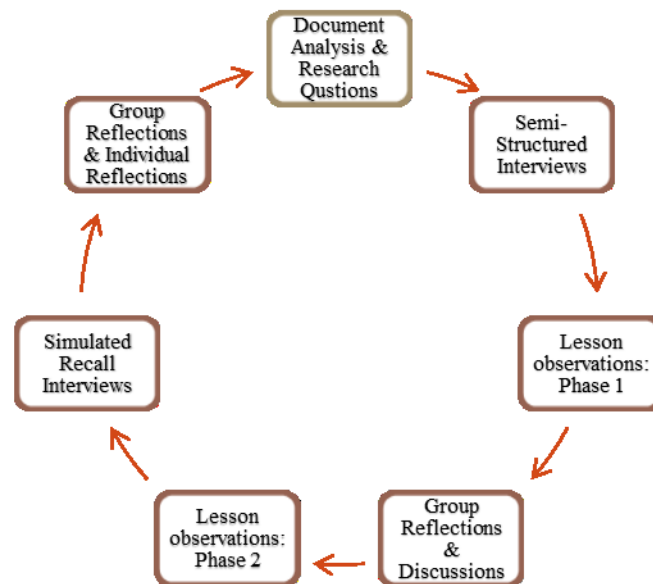 Document
Analysis &
Research
Qustions
Semi-
Structured
Interviews
Lesson
observations:
Phase 1
Group
Reflections
&
Discussions
Lesson
observations:
Phase 2
Simulated
Recall
Interviews
Group
Reflections
& Individual
Reflections